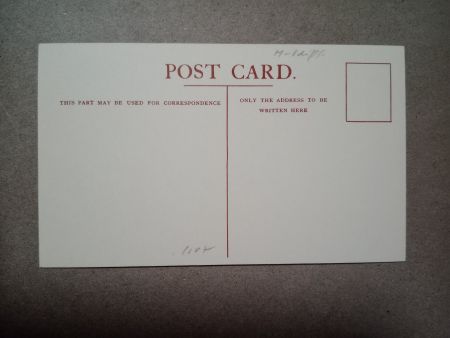 POST CARD.
THIS PART MAY BE USED FOR CORRESPONDENCE
ONLY THE ADDRESS TO BE
WRITTEN HERE